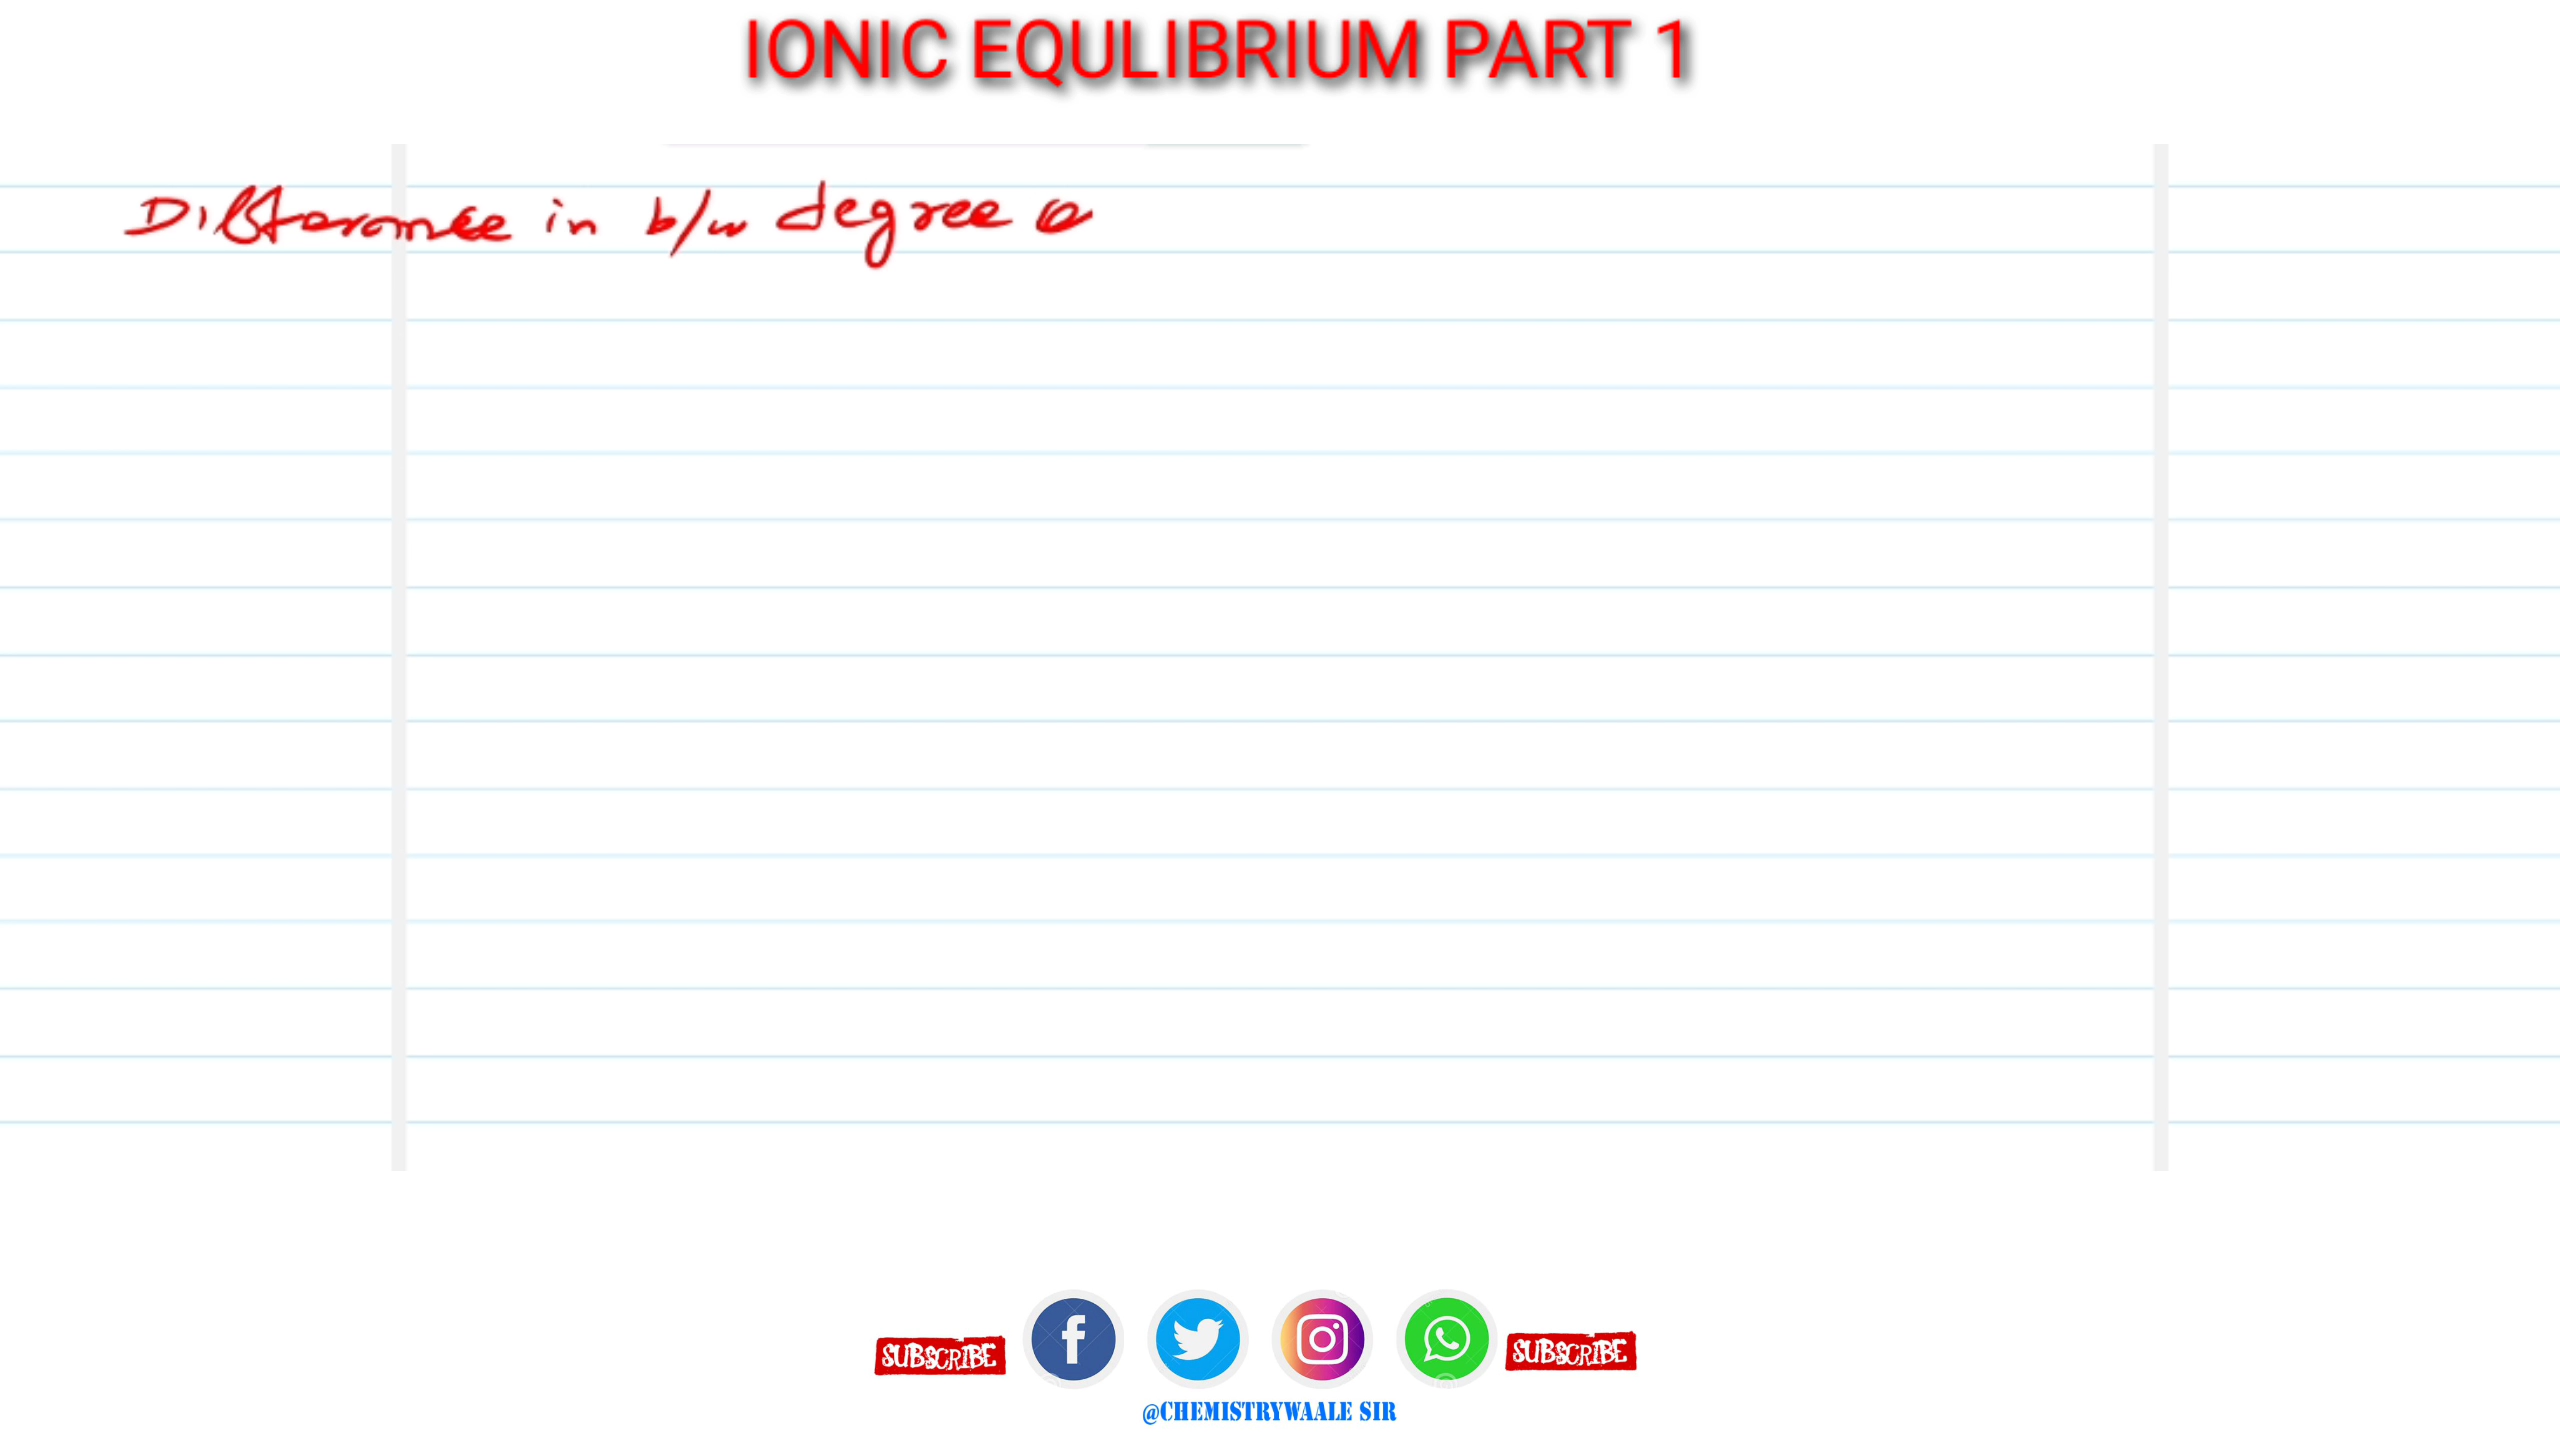 IONIC EQULIBRIUM PART 1
Difference in b/w degree o
SUBSCRIBE SUBSCRIBE
@CHEMISTRYWAALE SIR